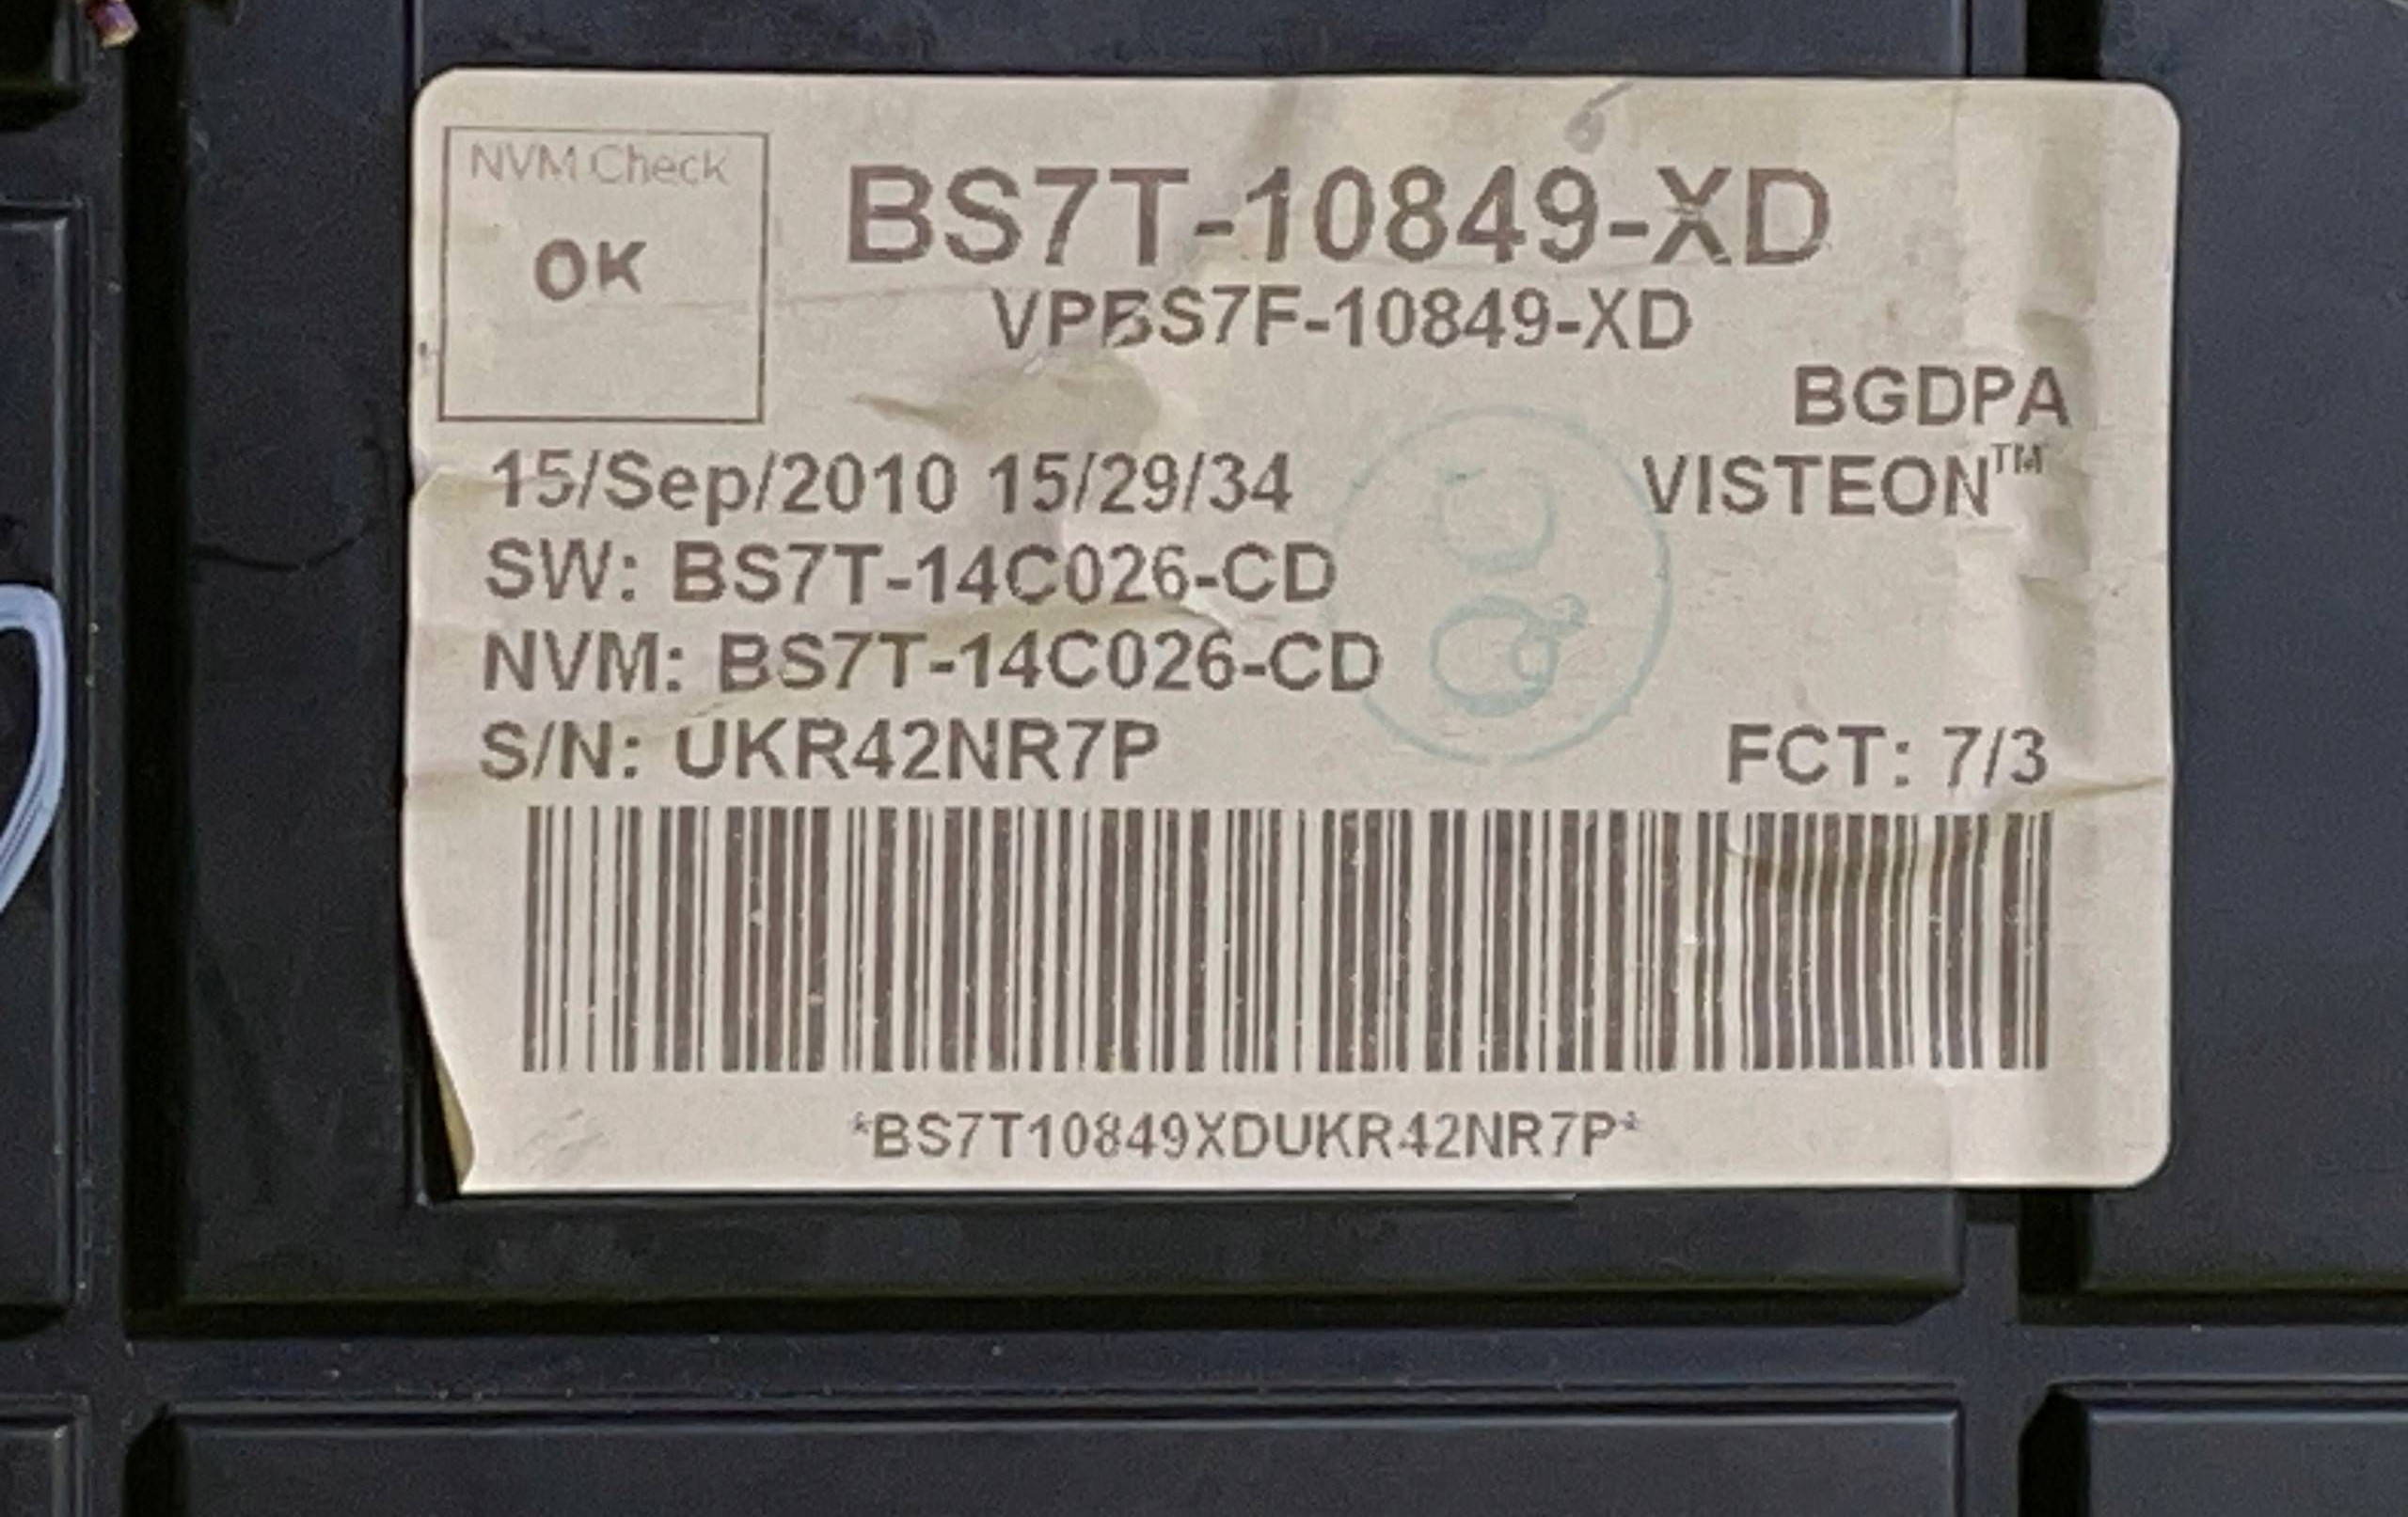 NVM Check
OK
BS7T-10849-XD
VPBS7F-10849-XD
BGDPA
VISTEON™
15/Sep/2010 15/29/34
SW: BS7T-14C026-CD
NVM: BS7T-14C026-CD
S/N: UKR42NR7P
FCT: 7/3
*BS7T10849XDUKR42NR7P*